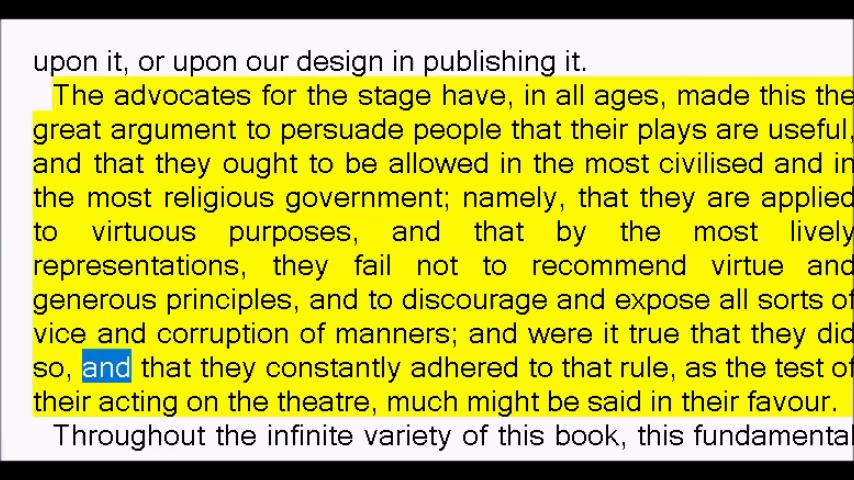 upon it, or upon our design in publishing it.
The advocates for the stage have, in all ages, made this the
great argument to persuade people that their plays are useful,
and that they ought to be allowed in the most civilised and in
the most religious government; namely, that they are applied
to virtuous purposes, and that by the most lively
representations, they fail not to recommend virtue and
generous principles, and to discourage and expose all sorts of
vice and corruption of manners; and were it true that they did
so, and that they constantly adhered to that rule, as the test of
their acting on the theatre, much might be said in their favour.
Throughout the infinite variety of this book, this fundamental